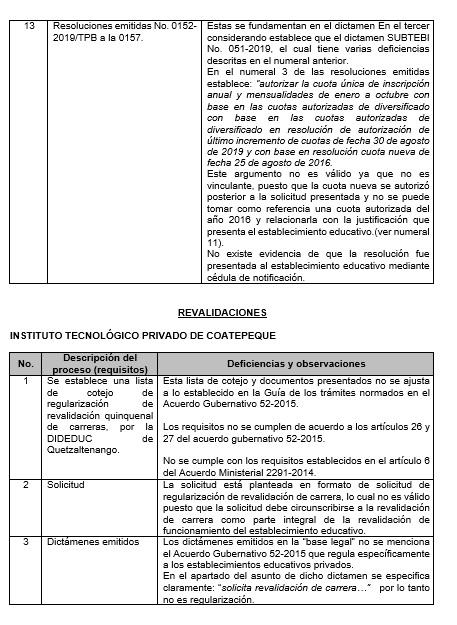 13
Resoluciones emitidas No. 0152-
2019/TPB a la 0157.
Estas se fundamentan en el dictamen En el tercer
considerando establece que el dictamen SUBTEBI
No. 051-2019, el cual tiene varias deficiencias
descritas en el numeral anterior.
En el numeral 3 de las resoluciones emitidas
establece: “autorizar la cuota única de inscripción
anual y mensualidades de enero a octubre con
base en las cuotas autorizadas de diversificado
con base en las cuotas autorizadas de
diversificado en resolución de autorización de
último incremento de cuotas de fecha 30 de agosto
de 2019 y con base en resolución cuota nueva de
fecha 25 de agosto de 2016.
Este argumento no es válido ya que no es
vinculante, puesto que la cuota nueva se autorizó
posterior a la solicitud presentada y no se puede
tomar como referencia una cuota autorizada del
año 2016 y relacionarla con la justificación que
presenta el establecimiento educativo.(ver numeral
11).
No existe evidencia de que la resolución fue
presentada al establecimiento educativo mediante
cédula de notificación.
REVALIDACIONES
INSTITUTO TECNOLÓGICO PRIVADO DE COATEPEQUE
No.
Descripción del
proceso (requisitos)
Deficiencias y observaciones
1
Se establece una lista
de cotejo de
regularización de
revalidación quinquenal
de carreras, por la
DIDEDUC de
Quetzaltenango.
Esta lista de cotejo y documentos presentados no se ajusta
a lo establecido en la Guía de los trámites normados en el
Acuerdo Gubernativo 52-2015.
Los requisitos no se cumplen de acuerdo a los artículos 26 y
27 del acuerdo gubernativo 52-2015.
No se cumple con los requisitos establecidos en el artículo 6
del Acuerdo Ministerial 2291-2014.
2
Solicitud
La solicitud está planteada en formato de solicitud de
regularización de revalidación de carrera, lo cual no es válido
puesto que la solicitud debe circunscribirse a la revalidación
de carrera como parte integral de la revalidación de
funcionamiento del establecimiento educativo.
3
Dictámenes emitidos
Los dictámenes emitidos en la “base legal” no se menciona
el Acuerdo Gubernativo 52-2015 que regula específicamente
a los establecimientos educativos privados.
En el apartado del asunto de dicho dictamen se especifica
claramente: “solicita revalidación de carrera…” por lo tanto
no es regularización.